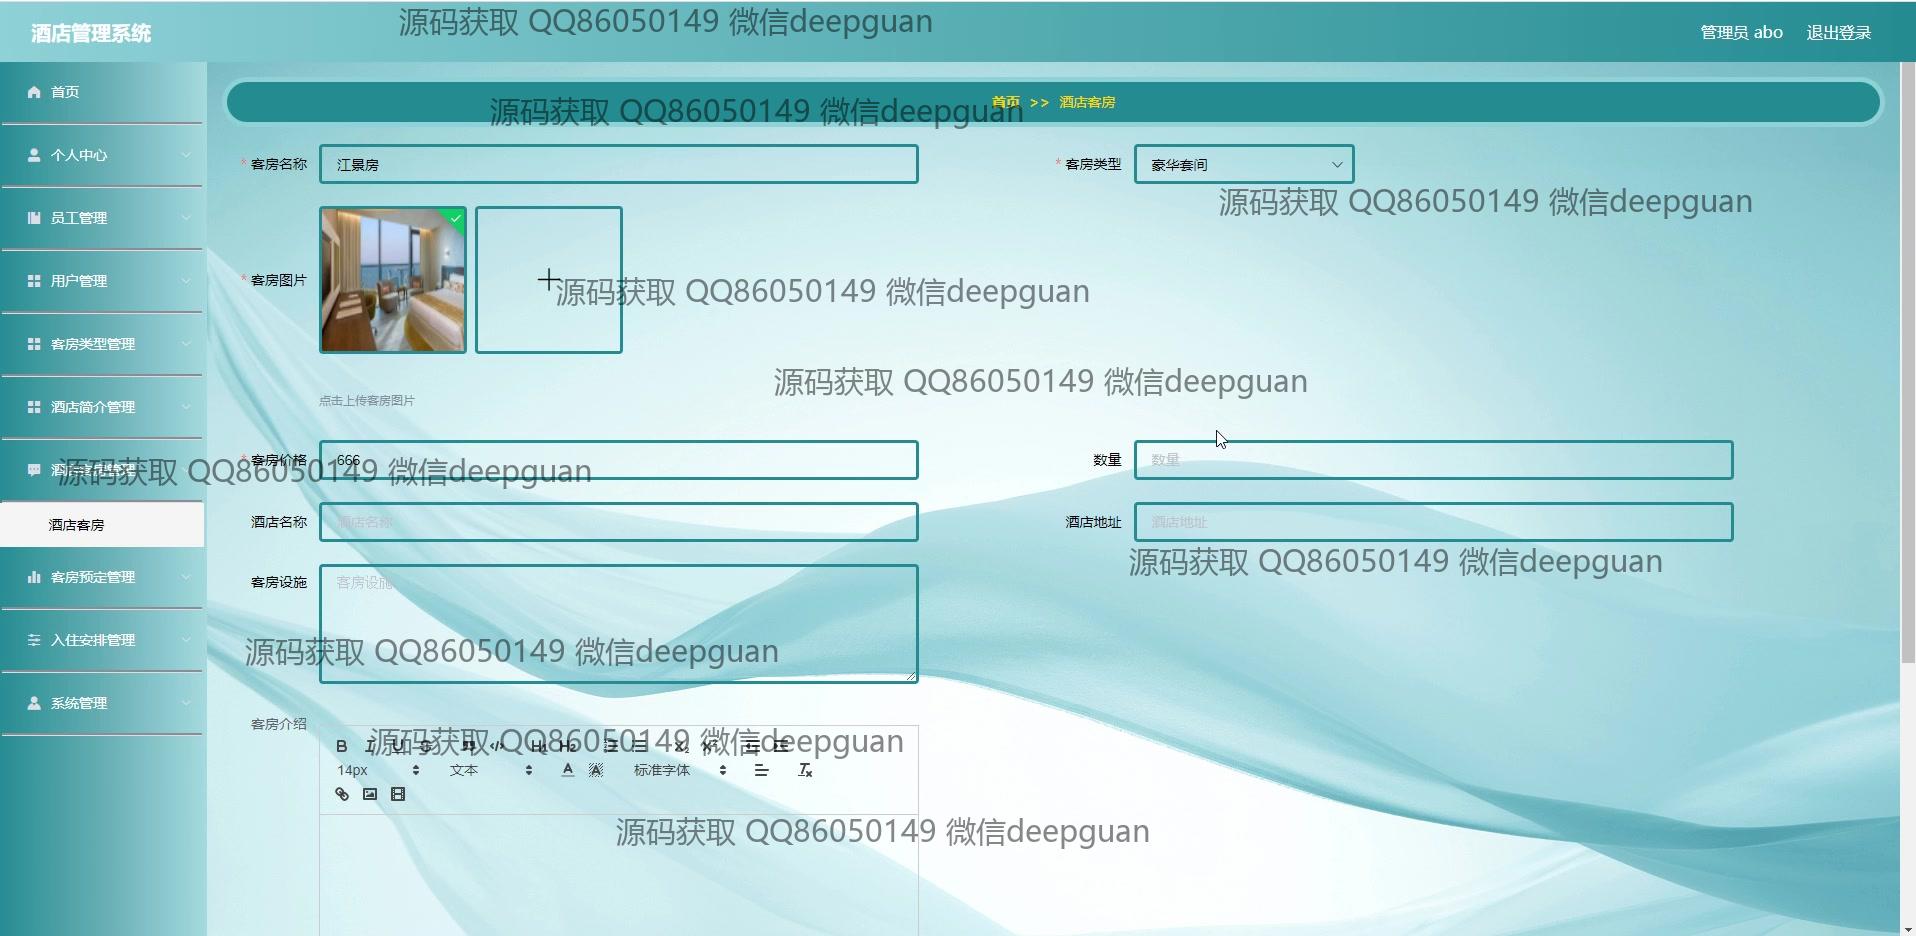 源码获取 QQ86050149 微信deepguan
酒店管理系统
管理员 abo
退出登录
首页
源码获取 QQ86050149 微信deepguan
首页 >> 酒店客房
个人中心
* 客房名称
江景房
* 客房类型
豪华套间
源码获取 QQ86050149 微信deepguan
员工管理
用户管理
* 客房图片
源码获取 QQ86050149 微信deepguan
客房类型管理
源码获取 QQ86050149 微信deepguan
点击上传客房图片
酒店简介管理
* 客房价格
666
数量
数量
源码获取 QQ86050149 微信deepguan
酒店客房
酒店名称
酒店名称
酒店地址
酒店地址
源码获取 QQ86050149 微信deepguan
客房预定管理
客房设施
客房设施
入住安排管理
源码获取 QQ86050149 微信deepguan
系统管理
客房介绍
源码获取 QQ86050149 微信deepguan
14px
文本
标准字体
源码获取 QQ86050149 微信deepguan